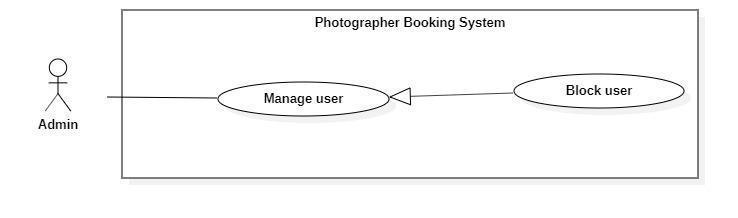 Photographer Booking System
Manage user
Block user
Admin